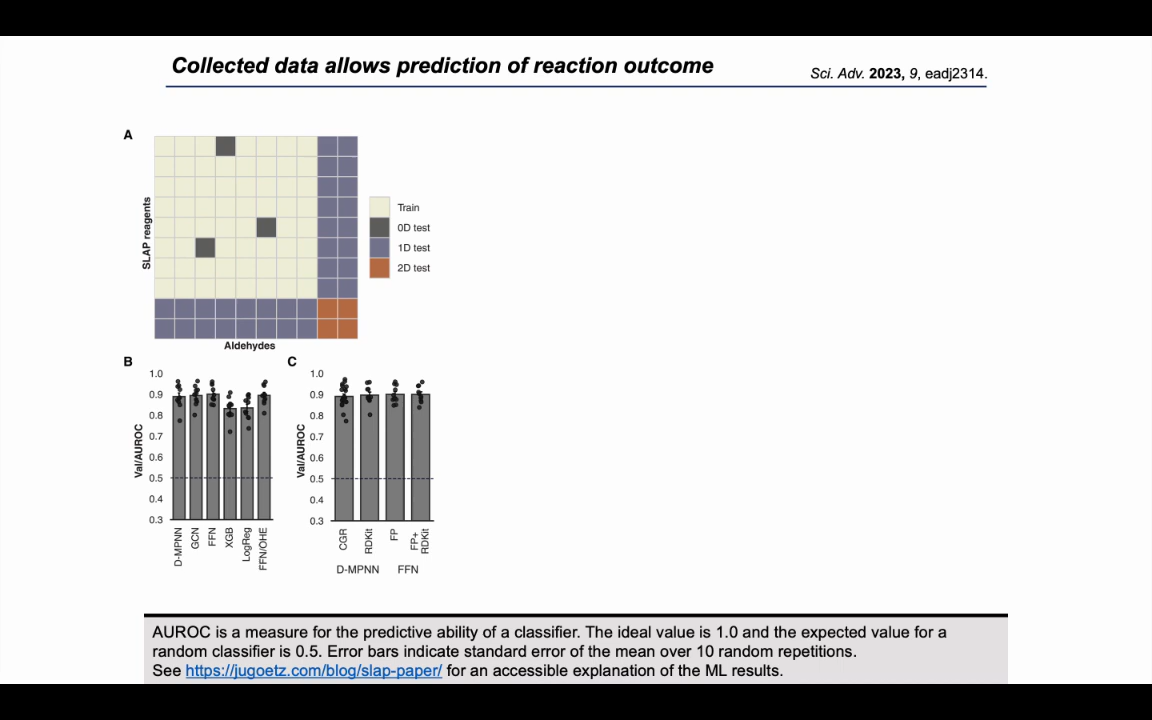 Collected data allows prediction of reaction outcome
Sci. Adv. 2023, 9, eadj2314.
A
SLAP reagents
Aldehydes
Train
0D test
1D test
2D test
B
Val/AUROC
1.0
0.9
0.8
0.7
0.6
0.5
0.4
0.3
D-MPNN
GCN
FFN
XGB
LogReg
FFN/OHE
C
Val/AUROC
1.0
0.9
0.8
0.7
0.6
0.5
0.4
0.3
CGR
RDKit
FP
FP+
RDKit
D-MPNN
FFN
AUROC is a measure for the predictive ability of a classifier. The ideal value is 1.0 and the expected value for a
random classifier is 0.5. Error bars indicate standard error of the mean over 10 random repetitions.
See https://jugoetz.com/blog/slap-paper/ for an accessible explanation of the ML results.